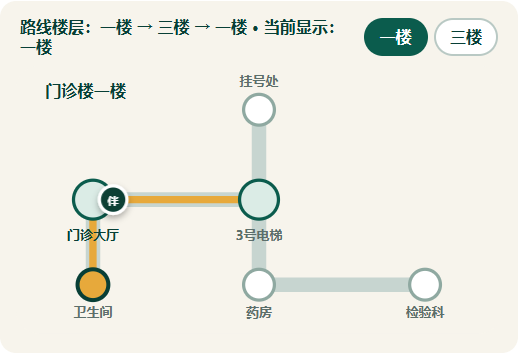 路线楼层：一楼 → 三楼 → 一楼 • 当前显示：
一楼
一楼
三楼
门诊楼一楼
挂号处
门诊大厅
3号电梯
卫生间
药房
检验科